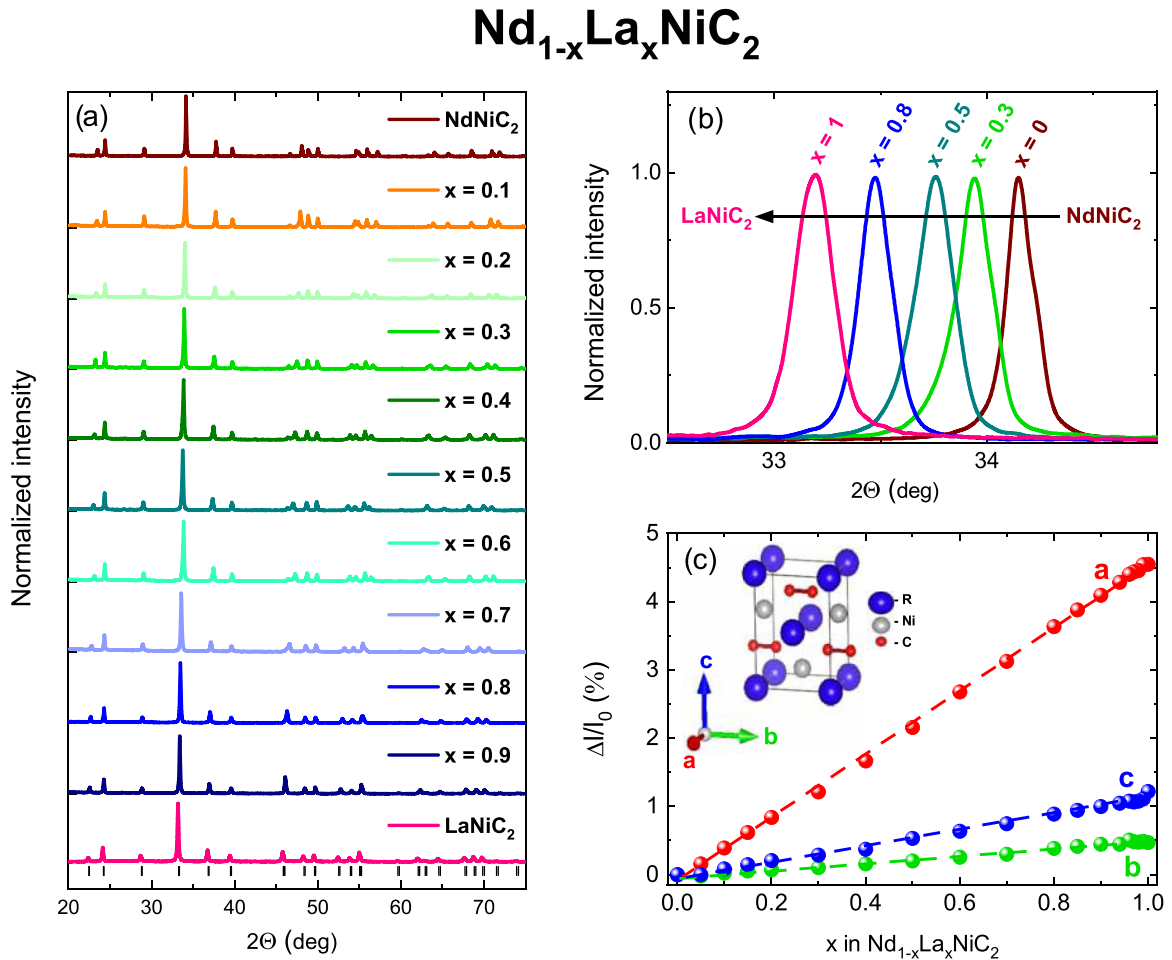 Nd1-xLaxNiC2
(a)
NdNiC2
x = 0.1
x = 0.2
x = 0.3
x = 0.4
x = 0.5
x = 0.6
x = 0.7
x = 0.8
x = 0.9
LaNiC2
Normalized intensity
20 30 40 50 60 70
2Θ (deg)
(b)
x = 1
x = 0.8
x = 0.5
x = 0.3
x = 0
LaNiC2
NdNiC2
Normalized intensity
1.0
0.5
0.0
33 34
2Θ (deg)
(c)
a
c
b
- R
- Ni
- C
c
b
a
Δl/l0 (%)
5
4
3
2
1
0
0.0 0.2 0.4 0.6 0.8 1.0
x in Nd1-xLaxNiC2